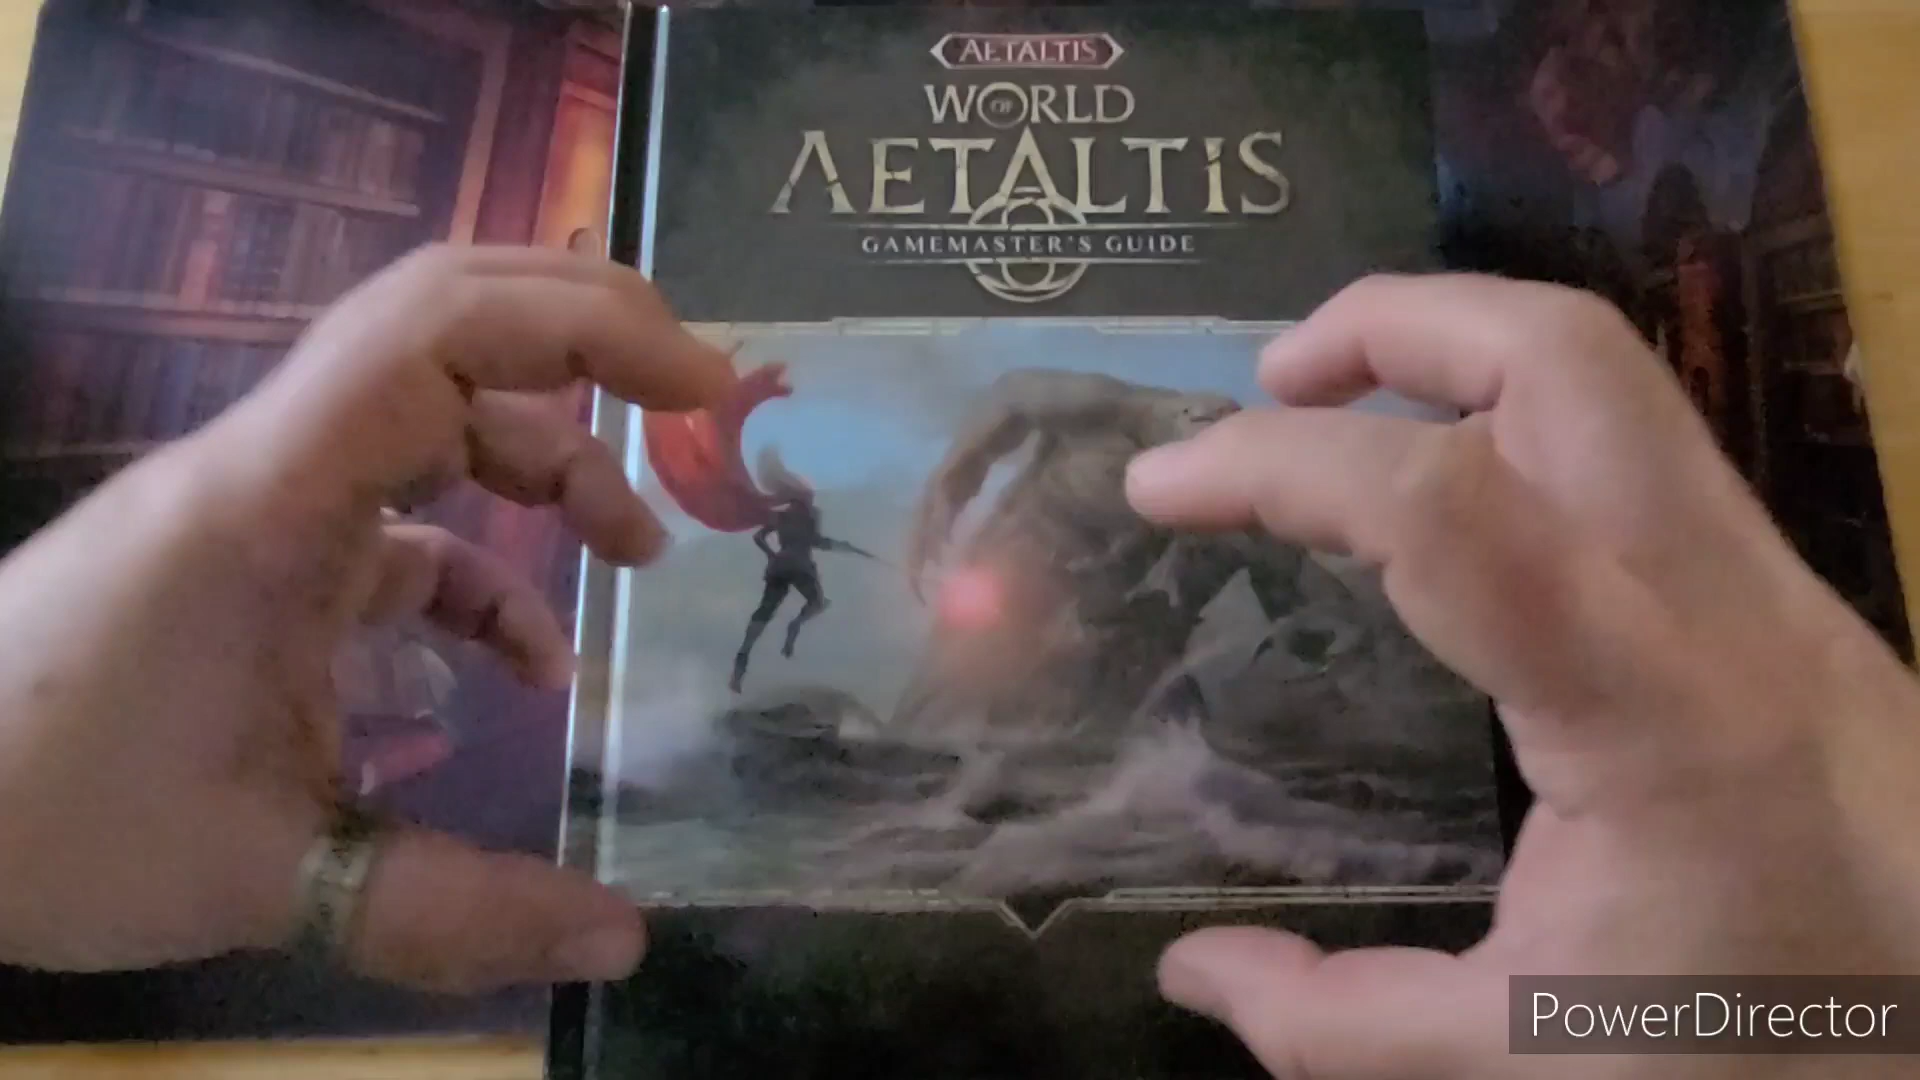 AETALTIS
WORLD
OF
AETALTIS
GAMEMASTER'S GUIDE
PowerDirector